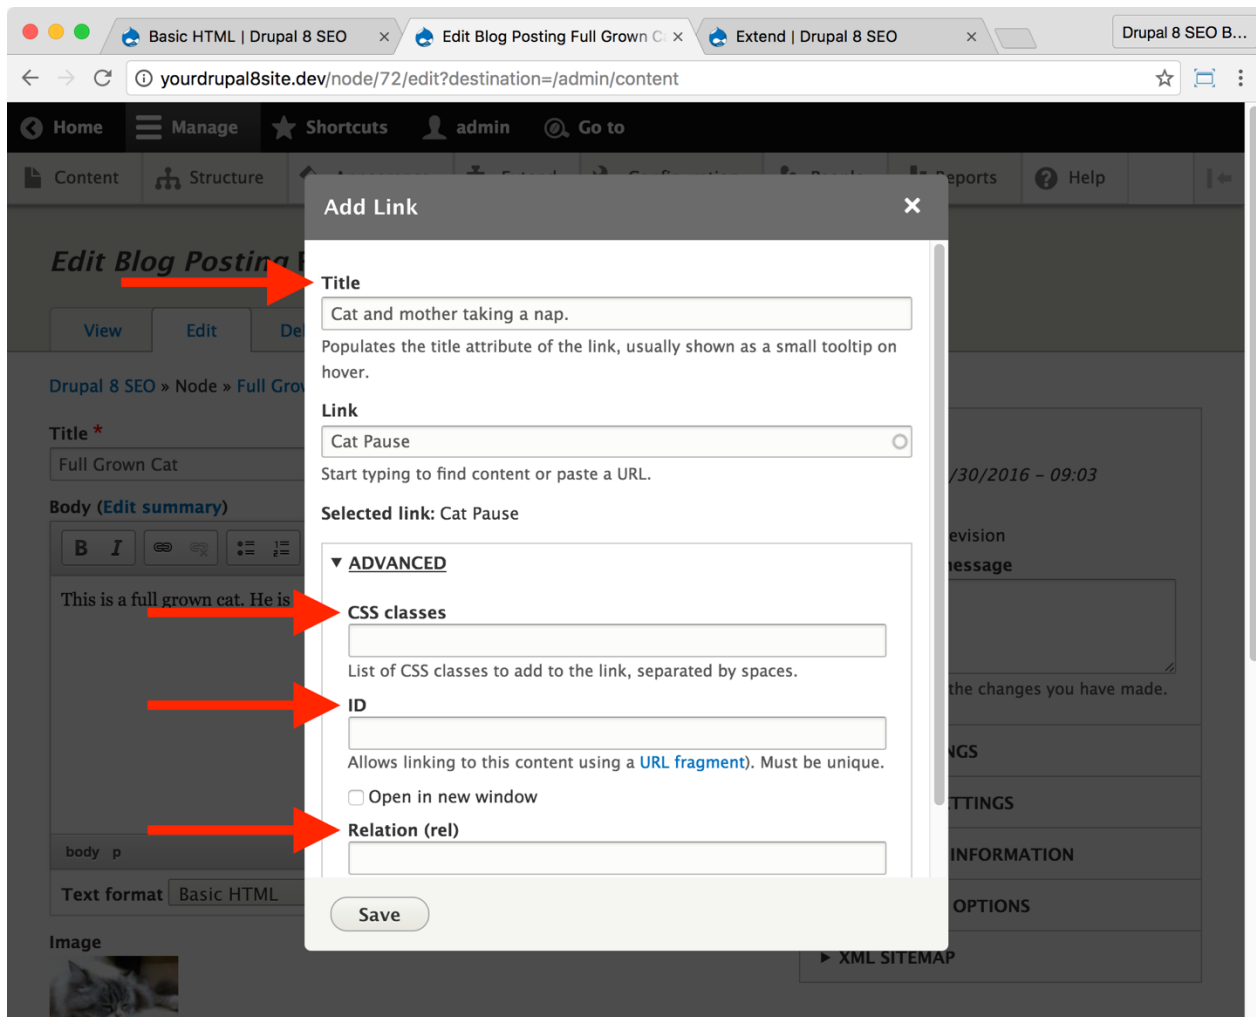 Basic HTML | Drupal 8 SEO
Edit Blog Posting Full Grown C
Extend | Drupal 8 SEO
Drupal 8 SEO B...
yourdrupal8site.dev/node/72/edit?destination=/admin/content
Home Manage Shortcuts admin Go to
Content Structure Reports Help
Add Link
Edit Blog Posting
Title
Cat and mother taking a nap.
View Edit
Populates the title attribute of the link, usually shown as a small tooltip on
hover.
Drupal 8 SEO » Node » Full
Link
Title *
Cat Pause
Full Grown Cat
Start typing to find content or paste a URL.
/30/2016 – 09:03
Body (Edit summary)
Selected link: Cat Pause
B I
ADVANCED
This is a full grown cat. He is
CSS classes
List of CSS classes to add to the link, separated by spaces.
the changes you have made.
ID
Allows linking to this content using a URL fragment). Must be unique.
Open in new window
Relation (rel)
body p
INFORMATION
Text format Basic HTML
OPTIONS
Save
Image
XML SITEMAP